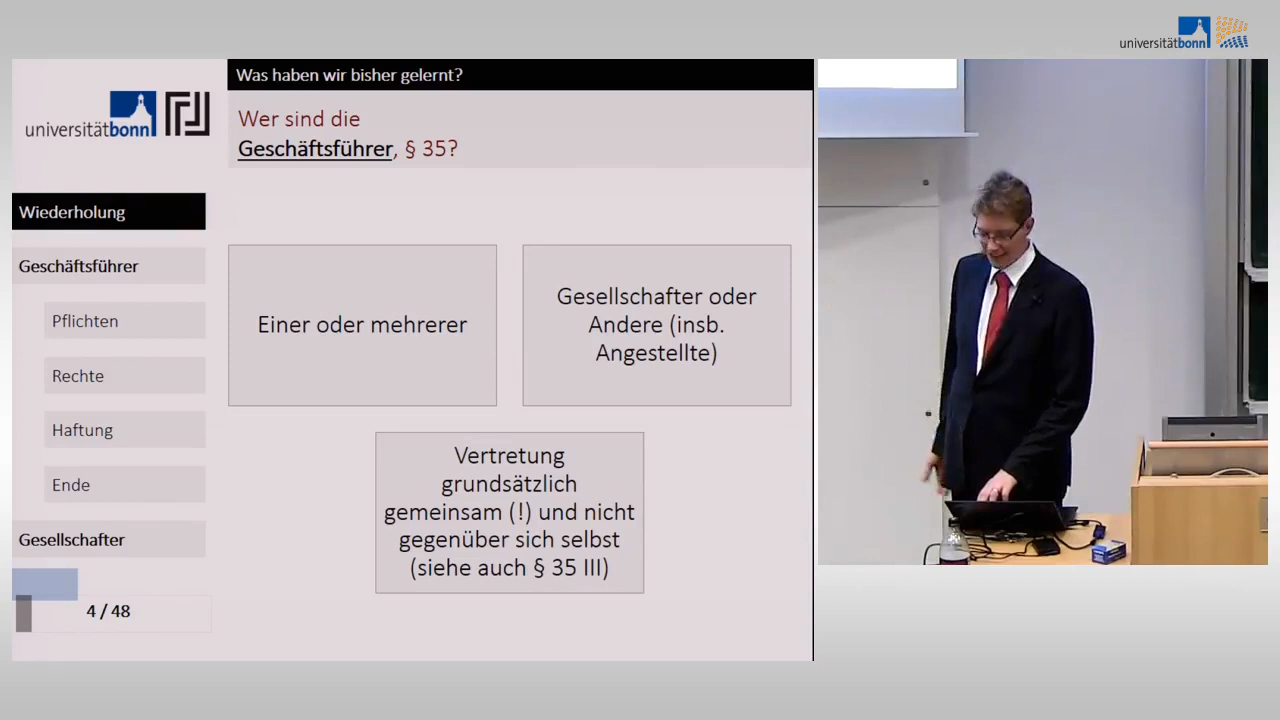 universitätbonn
Was haben wir bisher gelernt?
universitätbonn
Wer sind die
Geschäftsführer, § 35?
Wiederholung
Geschäftsführer
Pflichten
Rechte
Haftung
Ende
Gesellschafter
4 / 48
Einer oder mehrerer
Gesellschafter oder
Andere (insb.
Angestellte)
Vertretung
grundsätzlich
gemeinsam (!) und nicht
gegenüber sich selbst
(siehe auch § 35 III)